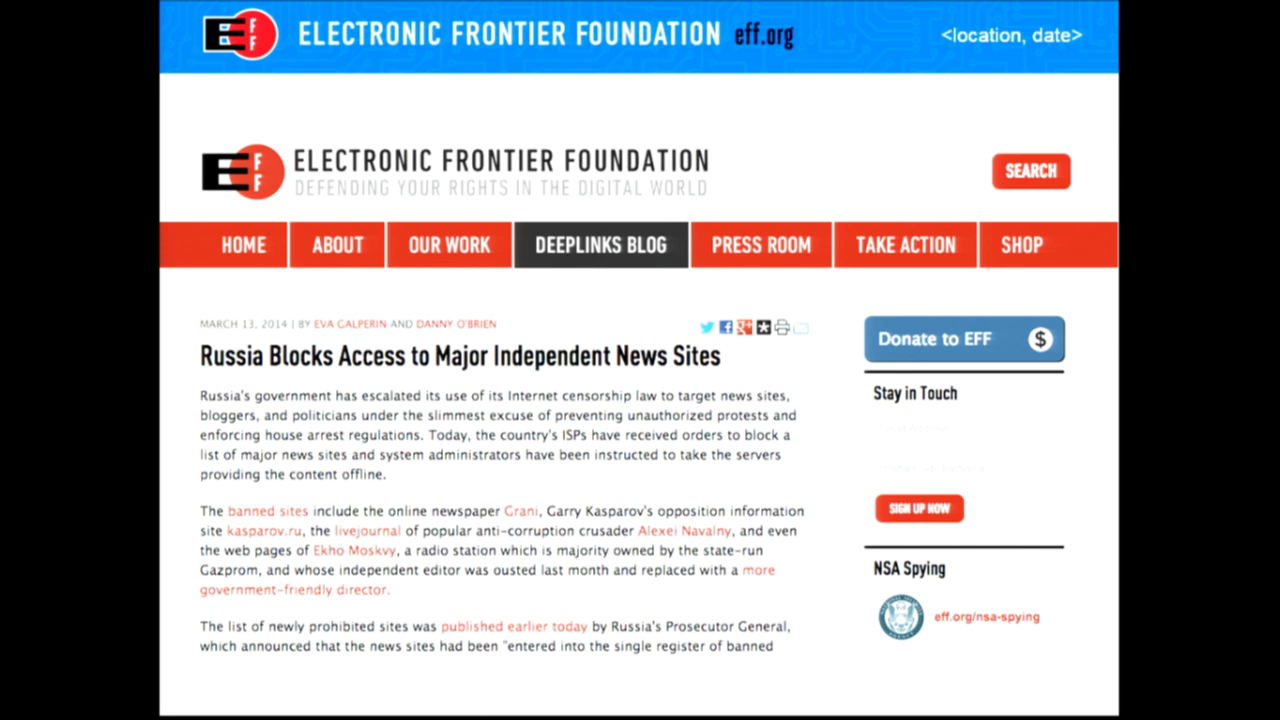 EFF ELECTRONIC FRONTIER FOUNDATION eff.org <location, date>
EFF ELECTRONIC FRONTIER FOUNDATION
DEFENDING YOUR RIGHTS IN THE DIGITAL WORLD
SEARCH
HOME ABOUT OUR WORK DEEPLINKS BLOG PRESS ROOM TAKE ACTION SHOP
MARCH 13, 2014 | BY EVA GALPERIN AND DANNY O'BRIEN
Russia Blocks Access to Major Independent News Sites
Russia's government has escalated its use of its Internet censorship law to target news sites,
bloggers, and politicians under the slimmest excuse of preventing unauthorized protests and
enforcing house arrest regulations. Today, the country's ISPs have received orders to block a
list of major news sites and system administrators have been instructed to take the servers
providing the content offline.
The banned sites include the online newspaper Grani, Garry Kasparov's opposition information
site kasparov.ru, the livejournal of popular anti-corruption crusader Alexei Navalny, and even
the web pages of Ekho Moskvy, a radio station which is majority owned by the state-run
Gazprom, and whose independent editor was ousted last month and replaced with a more
government-friendly director.
The list of newly prohibited sites was published earlier today by Russia's Prosecutor General,
which announced that the news sites had been "entered into the single register of banned
Donate to EFF $
Stay in Touch
SIGN UP NOW
NSA Spying
eff.org/nsa-spying